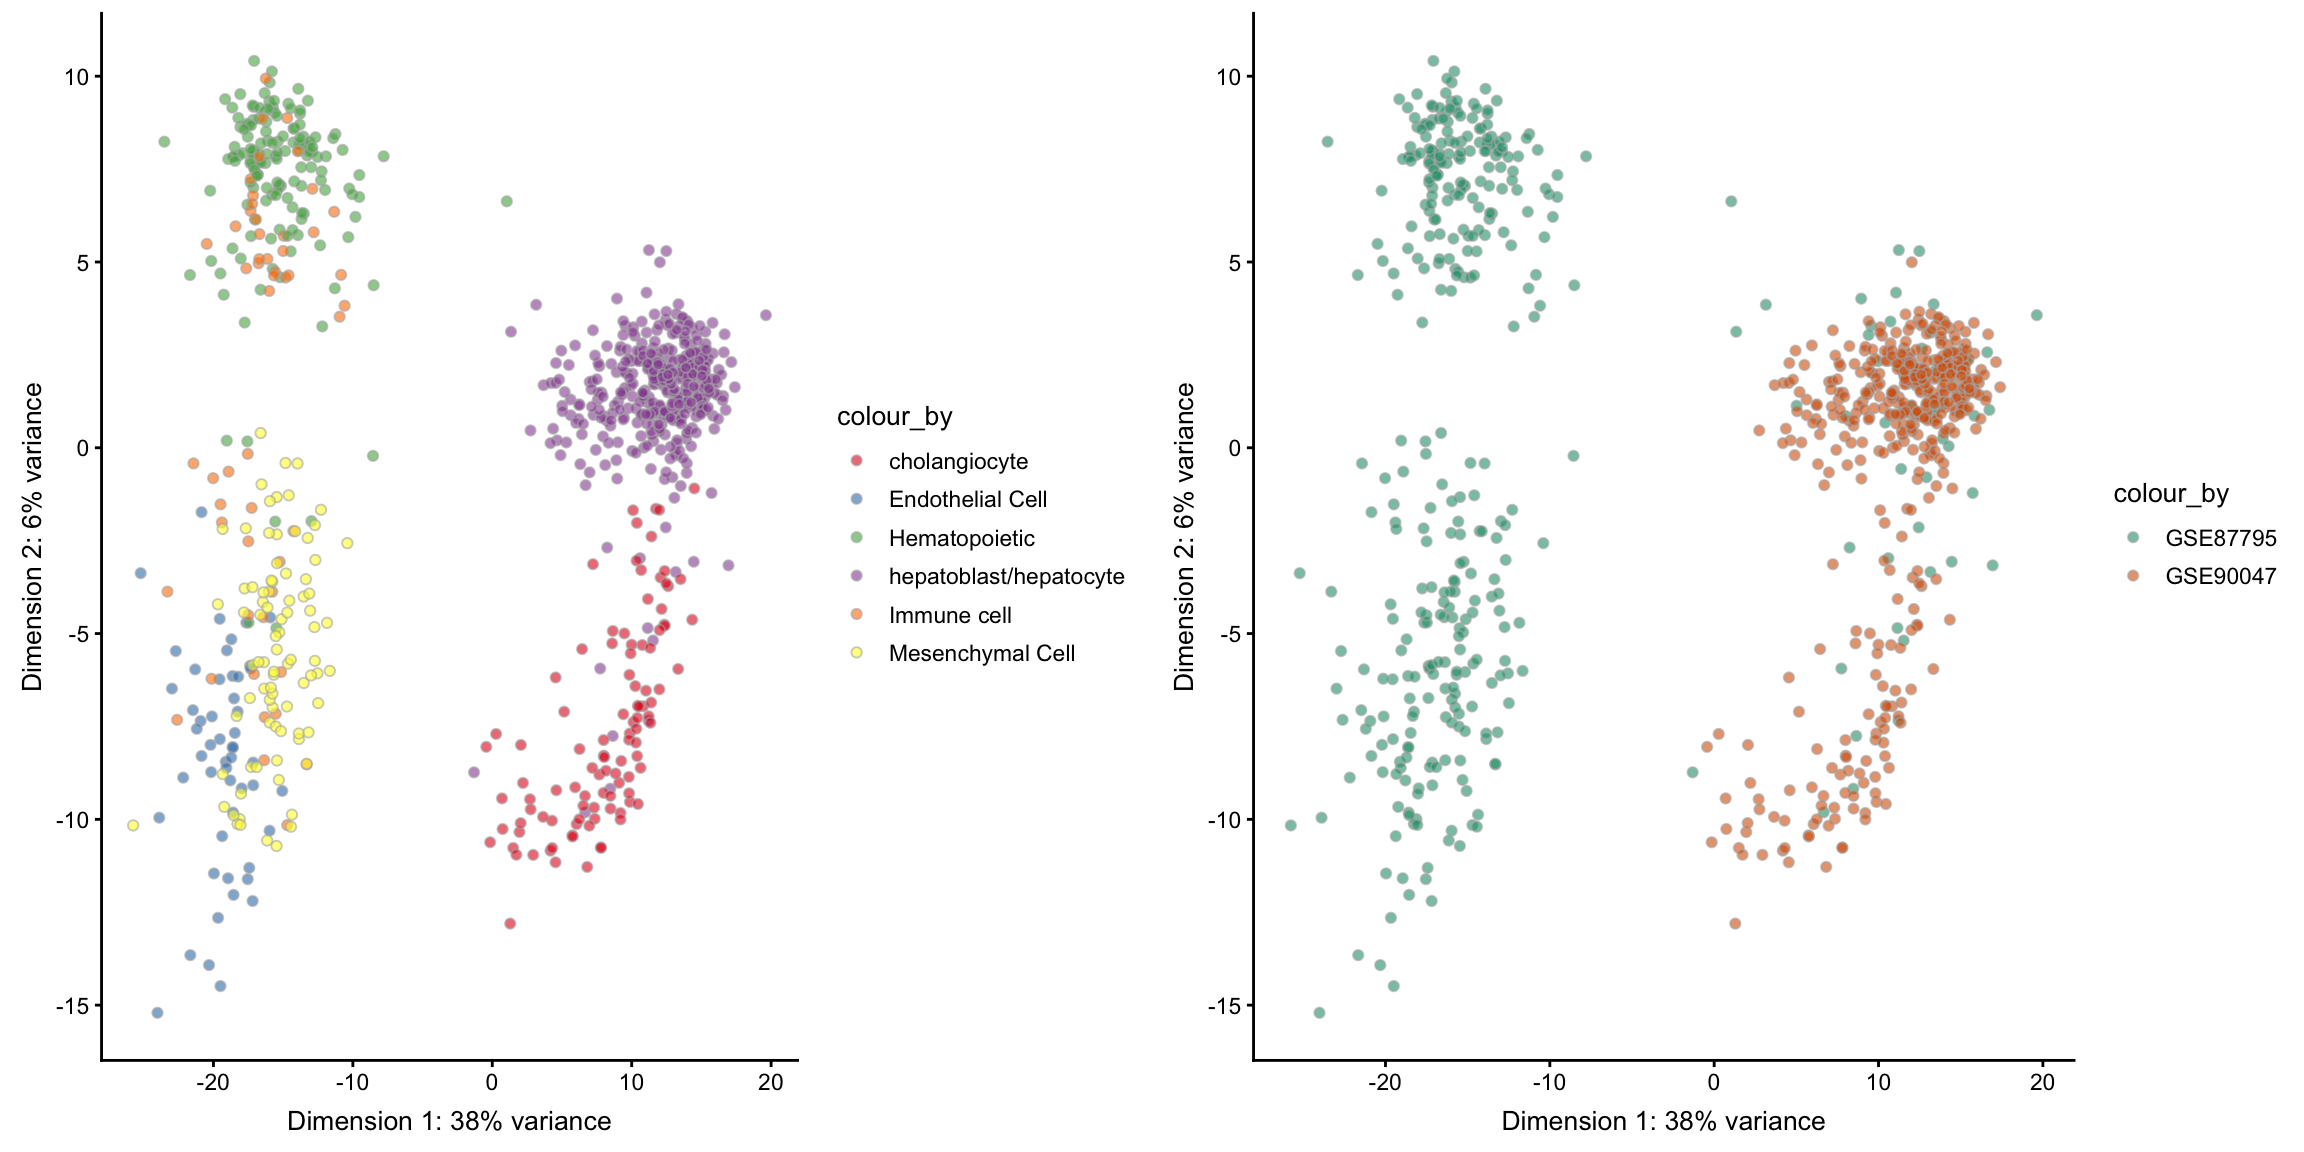 10
5
0
-5
-10
-15
Dimension 2: 6% variance
-20
-10
0
10
20
Dimension 1: 38% variance
colour_by
cholangiocyte
Endothelial Cell
Hematopoietic
hepatoblast/hepatocyte
Immune cell
Mesenchymal Cell
10
5
0
-5
-10
-15
Dimension 2: 6% variance
-20
-10
0
10
20
Dimension 1: 38% variance
colour_by
GSE87795
GSE90047